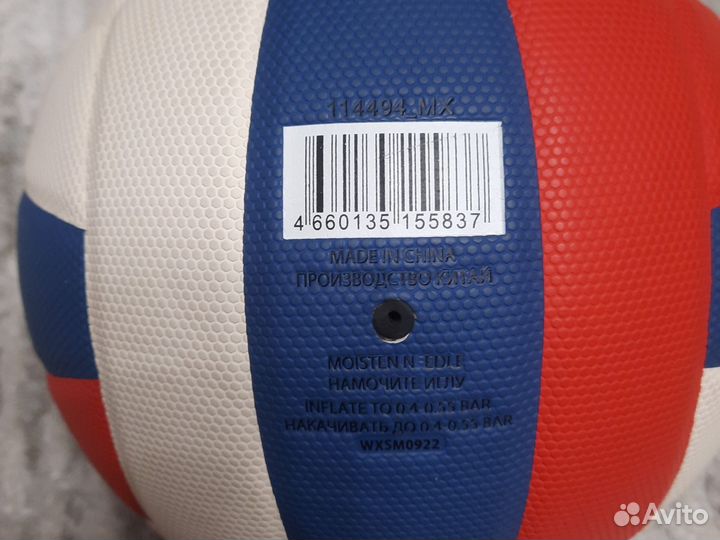 114494_MX
4 660135 155837
MADE IN CHINA
ПРОИЗВОДСТВО КИТАЙ
MOISTEN N EDLE
НАМОЧИТЕ ИГЛУ
INFLATE TO 0.4-0.55 BAR
НАКАЧИВАТЬ ДО 0.4-0.55 BAR
WXSM0922
Avito